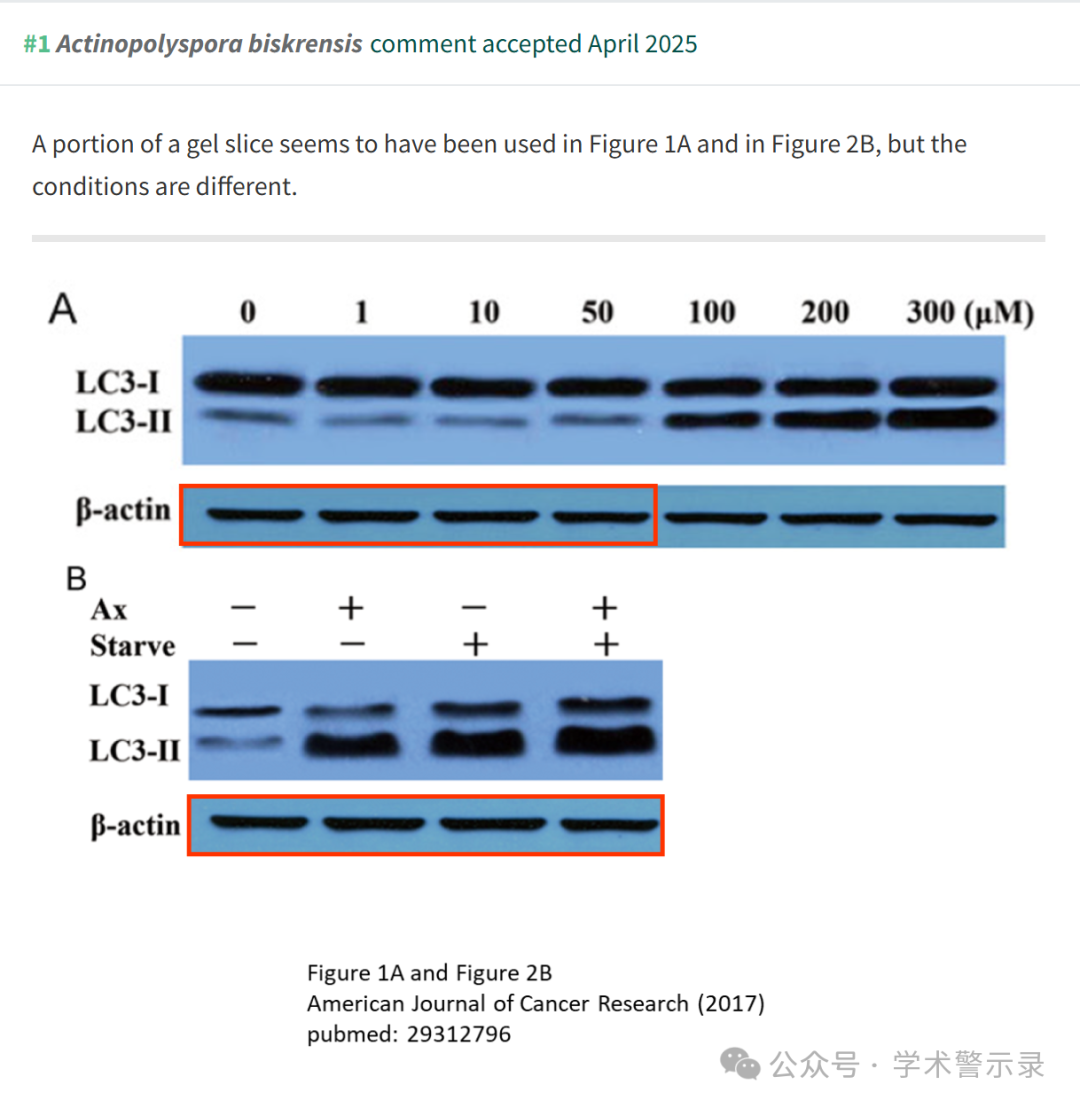 #1 Actinopolyspora biskrensis comment accepted April 2025
A portion of a gel slice seems to have been used in Figure 1A and in Figure 2B, but the
conditions are different.
A
0 1 10 50 100 200 300 (μM)
LC3-I
LC3-II
β-actin
B
Ax − + − +
Starve − − + +
LC3-I
LC3-II
β-actin
Figure 1A and Figure 2B
American Journal of Cancer Research (2017)
pubmed: 29312796
公众号 · 学术警示录